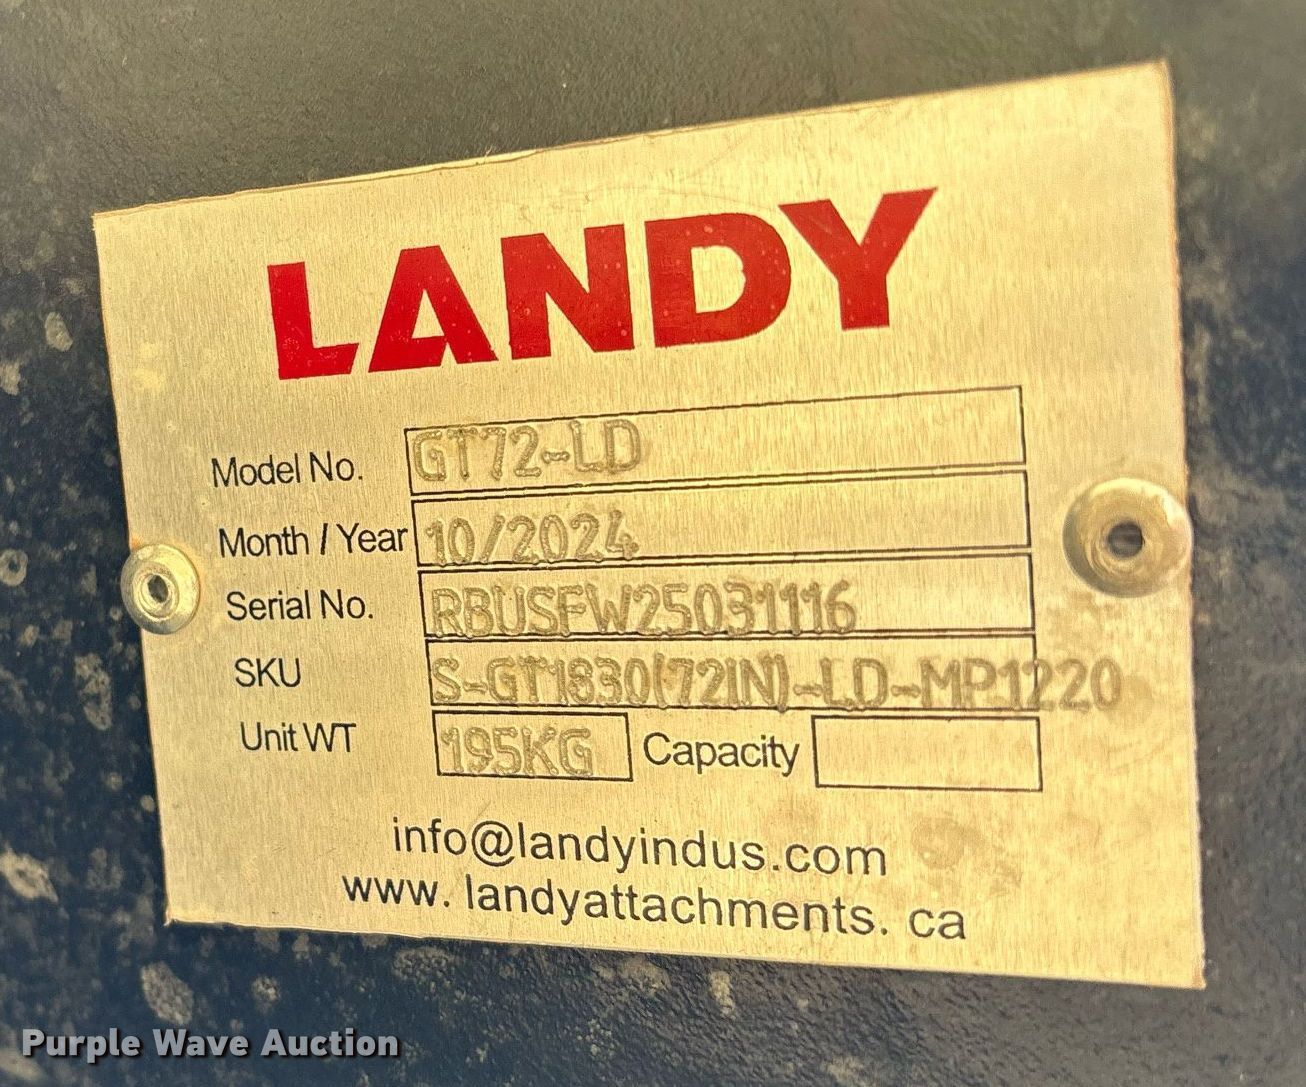 LANDY
Model No. GT72-LD
Month / Year 10/2024
Serial No. RBUSFW25031116
SKU S-GT1830(72IN)-LD-MP1220
Unit WT 195KG Capacity
info@landyindus.com
www. landyattachments. ca
Purple Wave Auction